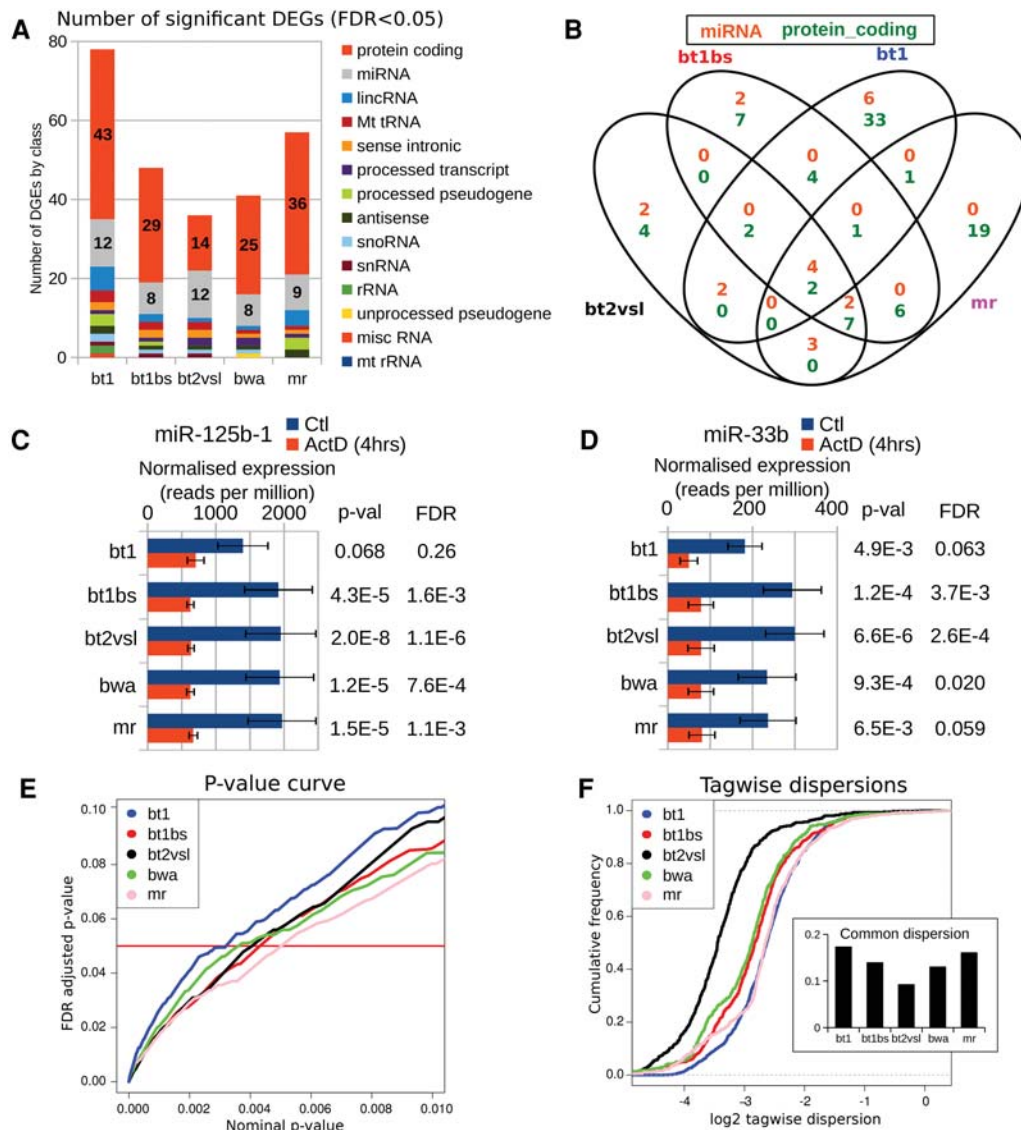 A
Number of significant DEGs (FDR<0.05)
Number of DGEs by class
80
60
40
20
0
43
12
29
8
14
12
25
8
36
9
bt1
bt1bs
bt2vsl
bwa
mr
protein coding
miRNA
lincRNA
Mt tRNA
sense intronic
processed transcript
processed pseudogene
antisense
snoRNA
snRNA
rRNA
unprocessed pseudogene
misc RNA
mt rRNA
B
miRNA protein_coding
bt1bs
bt1
bt2vsl
mr
2
7
6
33
0
0
0
4
0
1
2
4
0
2
0
1
0
19
4
2
2
0
0
0
2
7
0
6
3
0
C
miR-125b-1
Ctl
ActD (4hrs)
Normalised expression
(reads per million)
0 1000 2000
p-val FDR
bt1 0.068 0.26
bt1bs 4.3E-5 1.6E-3
bt2vsl 2.0E-8 1.1E-6
bwa 1.2E-5 7.6E-4
mr 1.5E-5 1.1E-3
D
miR-33b
Ctl
ActD (4hrs)
Normalised expression
(reads per million)
0 200 400
p-val FDR
bt1 4.9E-3 0.063
bt1bs 1.2E-4 3.7E-3
bt2vsl 6.6E-6 2.6E-4
bwa 9.3E-4 0.020
mr 6.5E-3 0.059
E
P-value curve
FDR adjusted p-value
0.10
0.08
0.06
0.04
0.02
0.00
bt1
bt1bs
bt2vsl
bwa
mr
0.000 0.002 0.004 0.006 0.008 0.010
Nominal p-value
F
Tagwise dispersions
Cumulative frequency
1.0
0.8
0.6
0.4
0.2
0.0
bt1
bt1bs
bt2vsl
bwa
mr
Common dispersion
0.2
0.1
0
bt1 bt1bs bt2vsl bwa mr
-4 -3 -2 -1 0
log2 tagwise dispersion